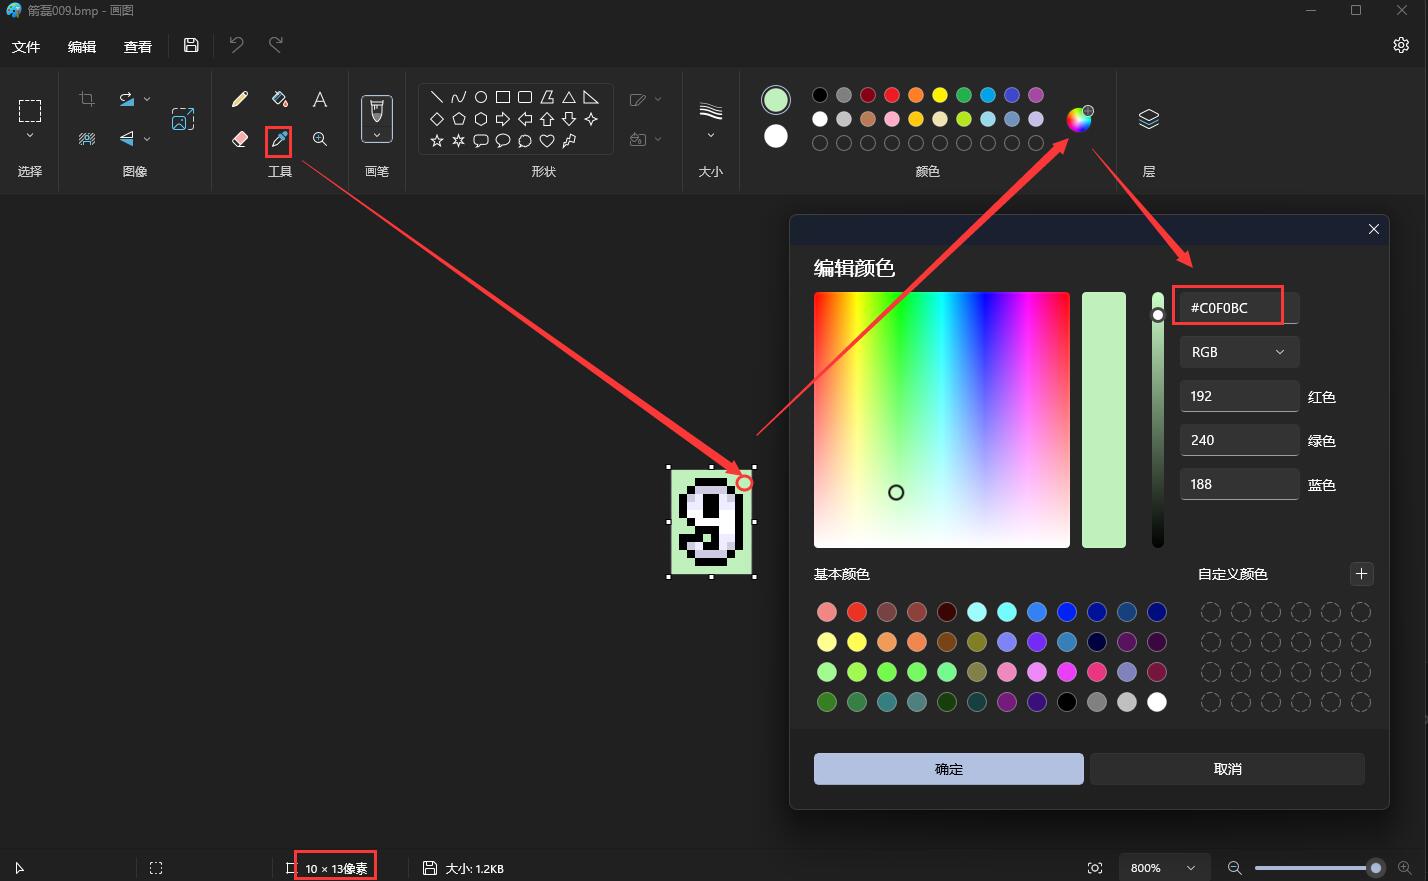 箭磊009.bmp - 画图
文件 编辑 查看
选择 图像 工具 画笔 形状 大小 颜色 层
编辑颜色
#C0F0BC
RGB
192 红色
240 绿色
188 蓝色
9
基本颜色 自定义颜色
确定 取消
10 × 13像素 大小: 1.2KB 800%